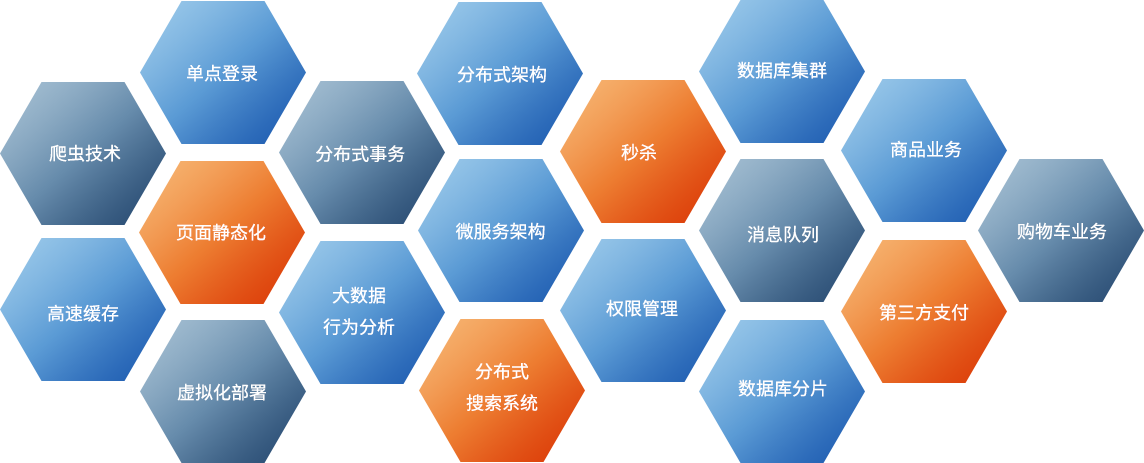 单点登录
分布式架构
数据库集群
爬虫技术
分布式事务
秒杀
商品业务
页面静态化
微服务架构
消息队列
购物车业务
高速缓存
大数据
行为分析
权限管理
第三方支付
虚拟化部署
分布式
搜索系统
数据库分片